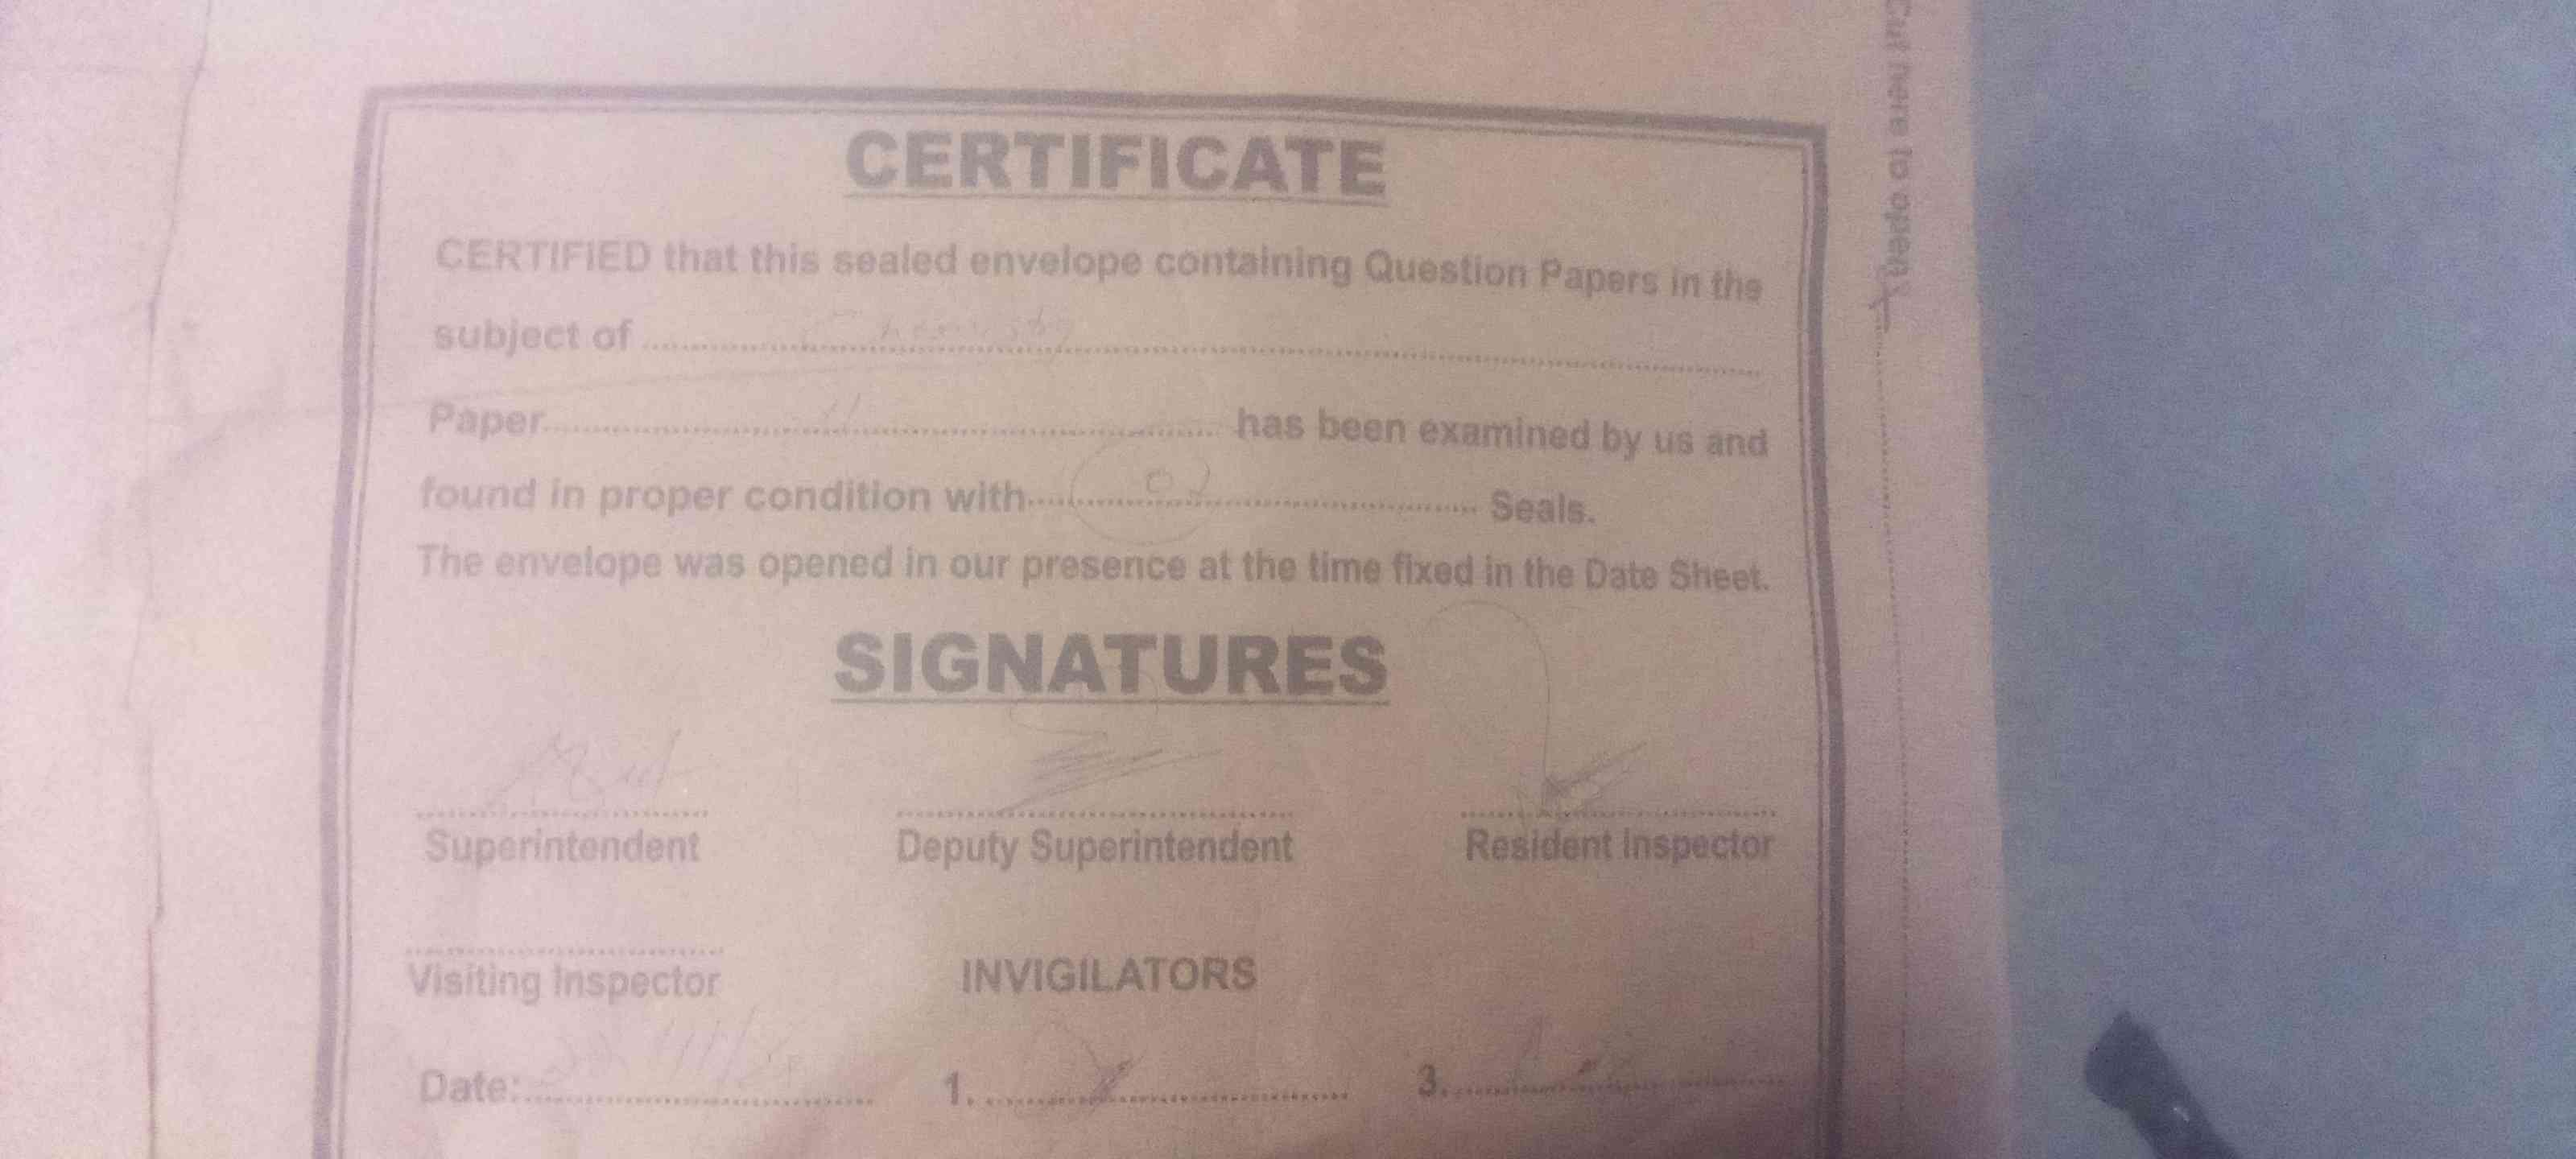 CERTIFICATE
CERTIFIED that this sealed envelope containing Question Papers in the
subject of Chemistry
Paper II has been examined by us and
found in proper condition with Seals.
The envelope was opened in our presence at the time fixed in the Date Sheet.
SIGNATURES
Superintendent Deputy Superintendent Resident Inspector
Visiting Inspector INVIGILATORS
Date: 1. 3.
Cut here to open